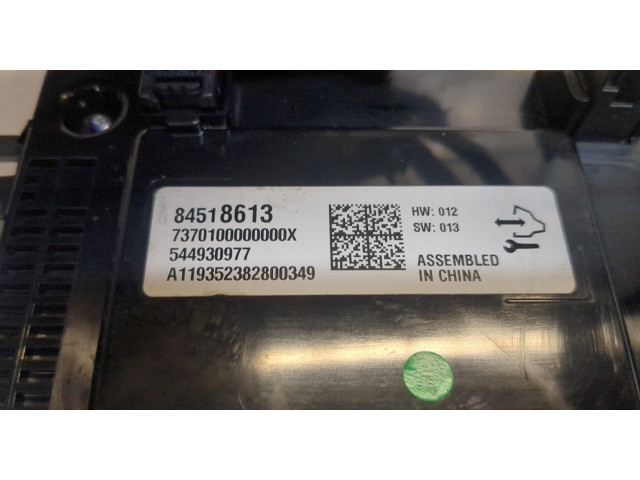 84518613
7370100000000X
544930977
A119352382800349
HW: 012
SW: 013
ASSEMBLED
IN CHINA